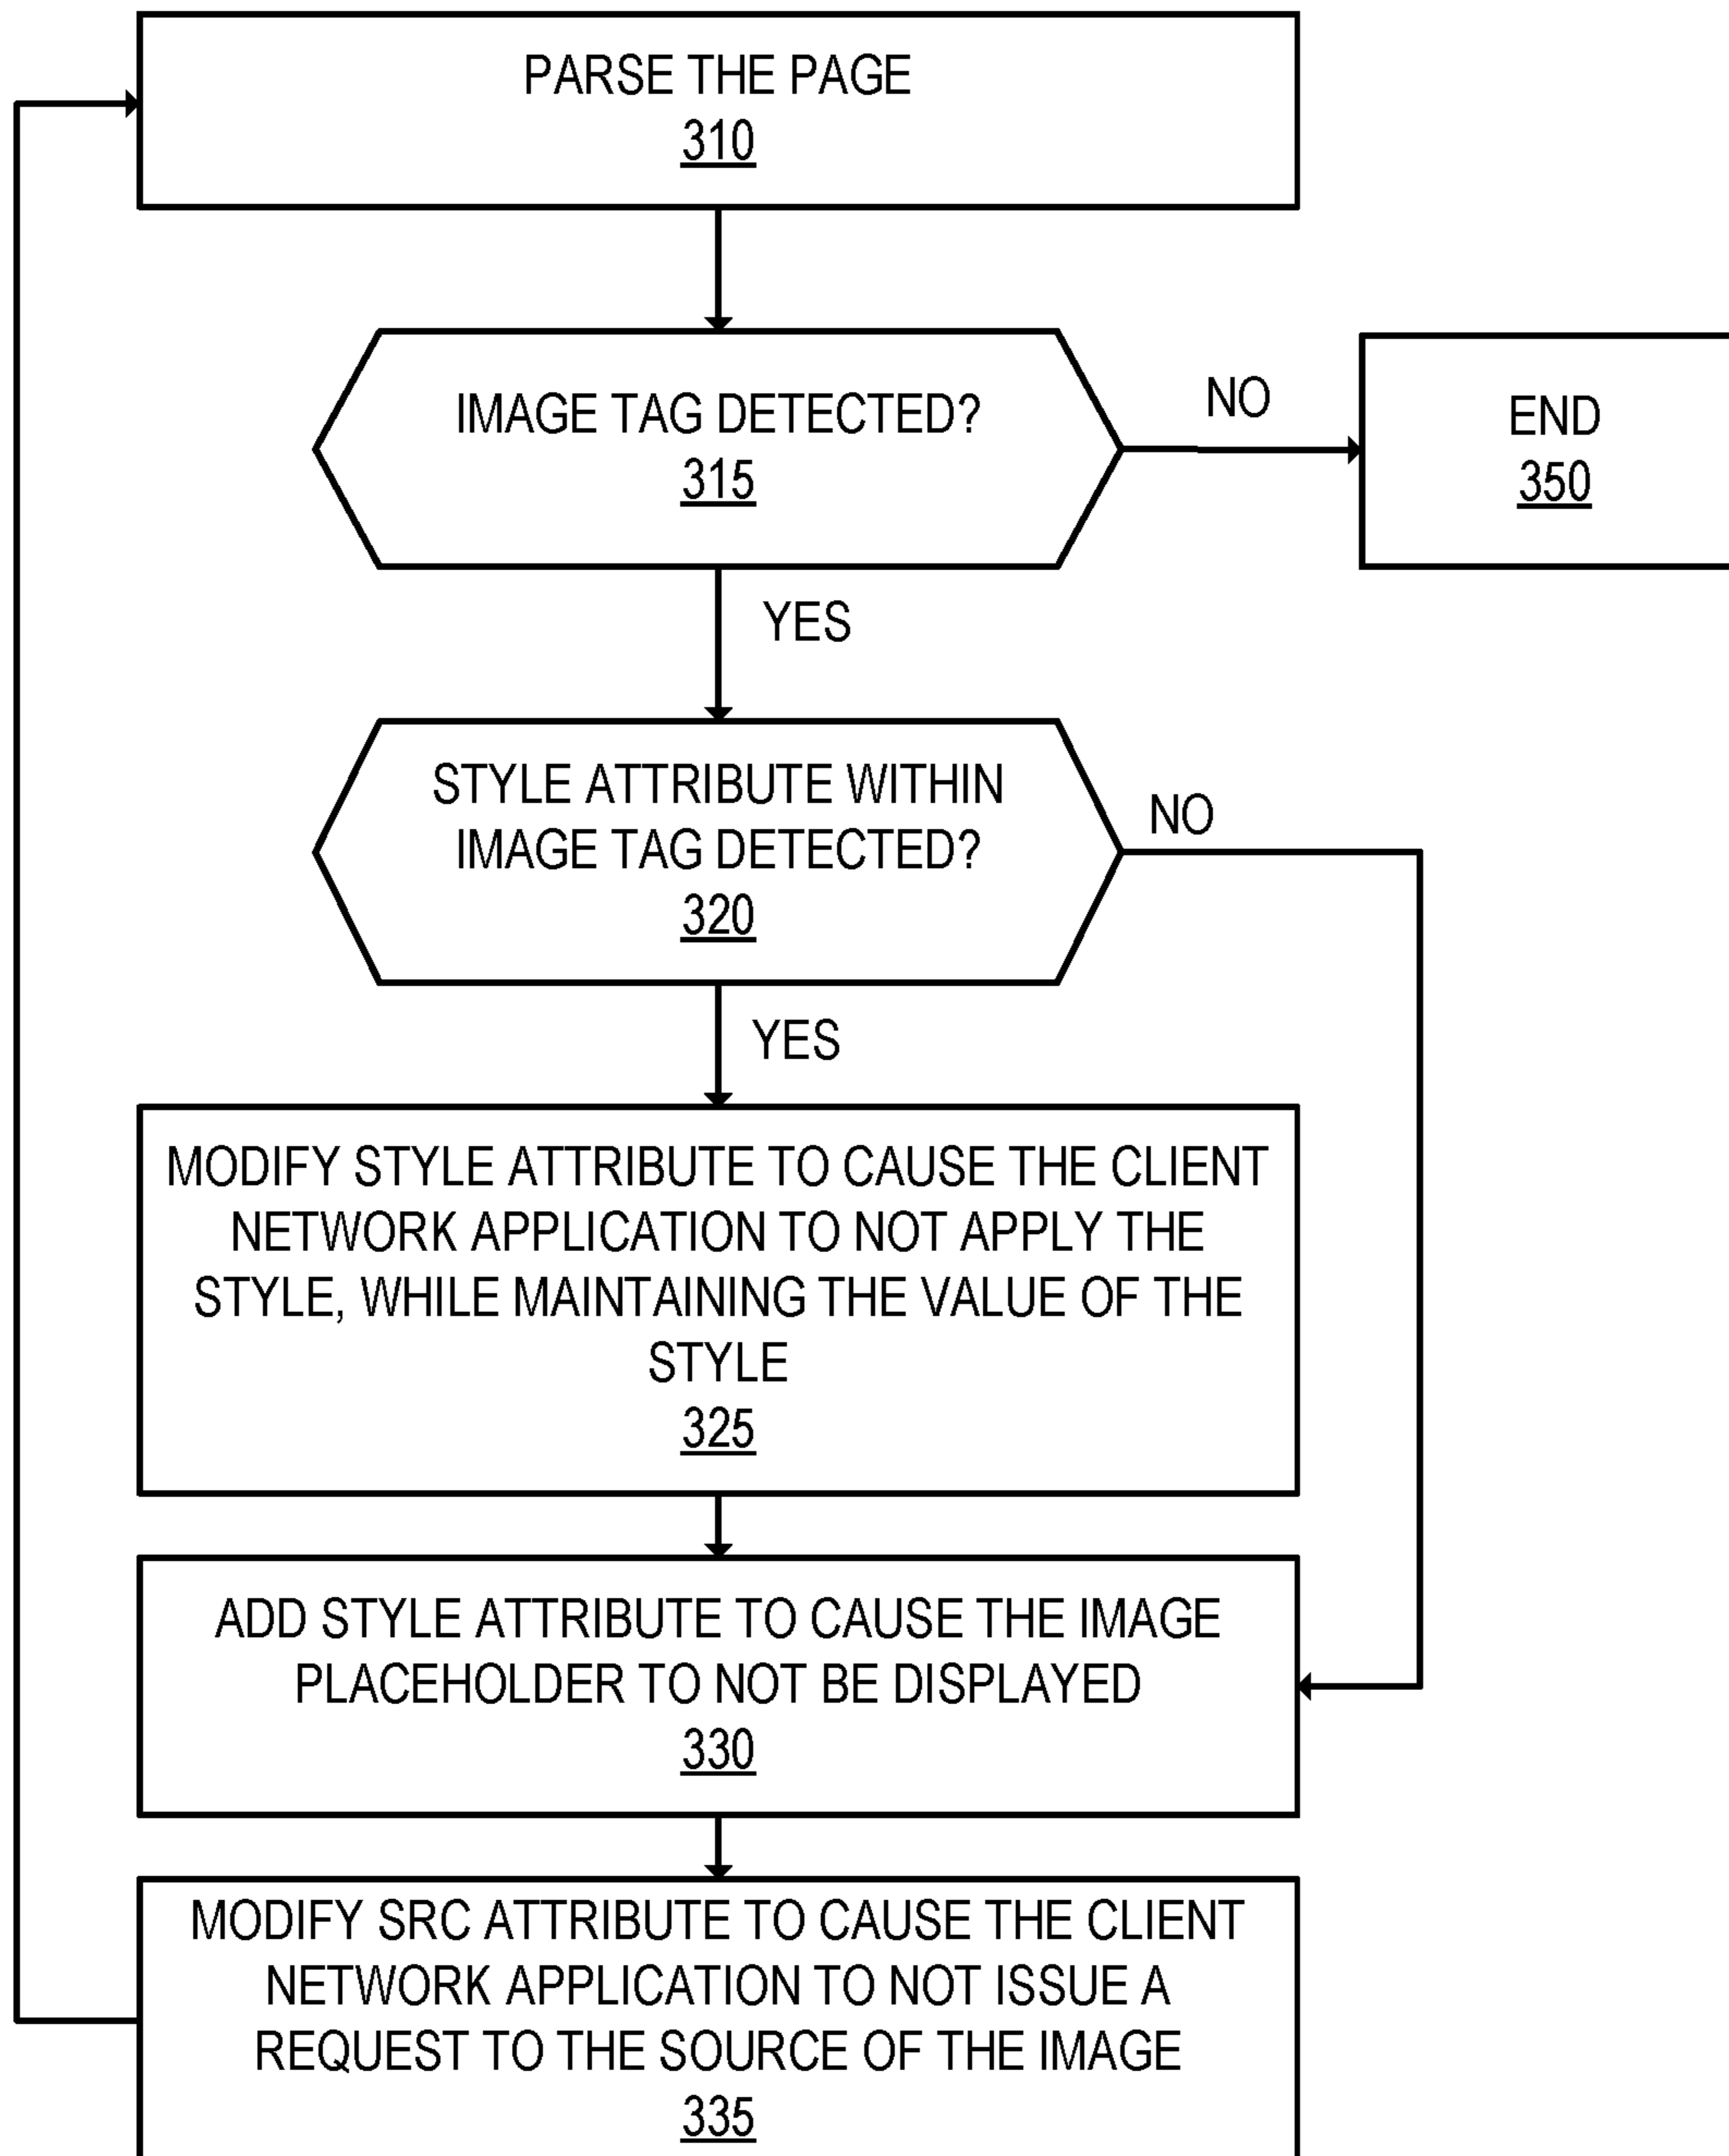 PARSE THE PAGE
310
IMAGE TAG DETECTED?
315
NO
END
350
YES
STYLE ATTRIBUTE WITHIN
IMAGE TAG DETECTED?
320
NO
YES
MODIFY STYLE ATTRIBUTE TO CAUSE THE CLIENT
NETWORK APPLICATION TO NOT APPLY THE
STYLE, WHILE MAINTAINING THE VALUE OF THE
STYLE
325
ADD STYLE ATTRIBUTE TO CAUSE THE IMAGE
PLACEHOLDER TO NOT BE DISPLAYED
330
MODIFY SRC ATTRIBUTE TO CAUSE THE CLIENT
NETWORK APPLICATION TO NOT ISSUE A
REQUEST TO THE SOURCE OF THE IMAGE
335